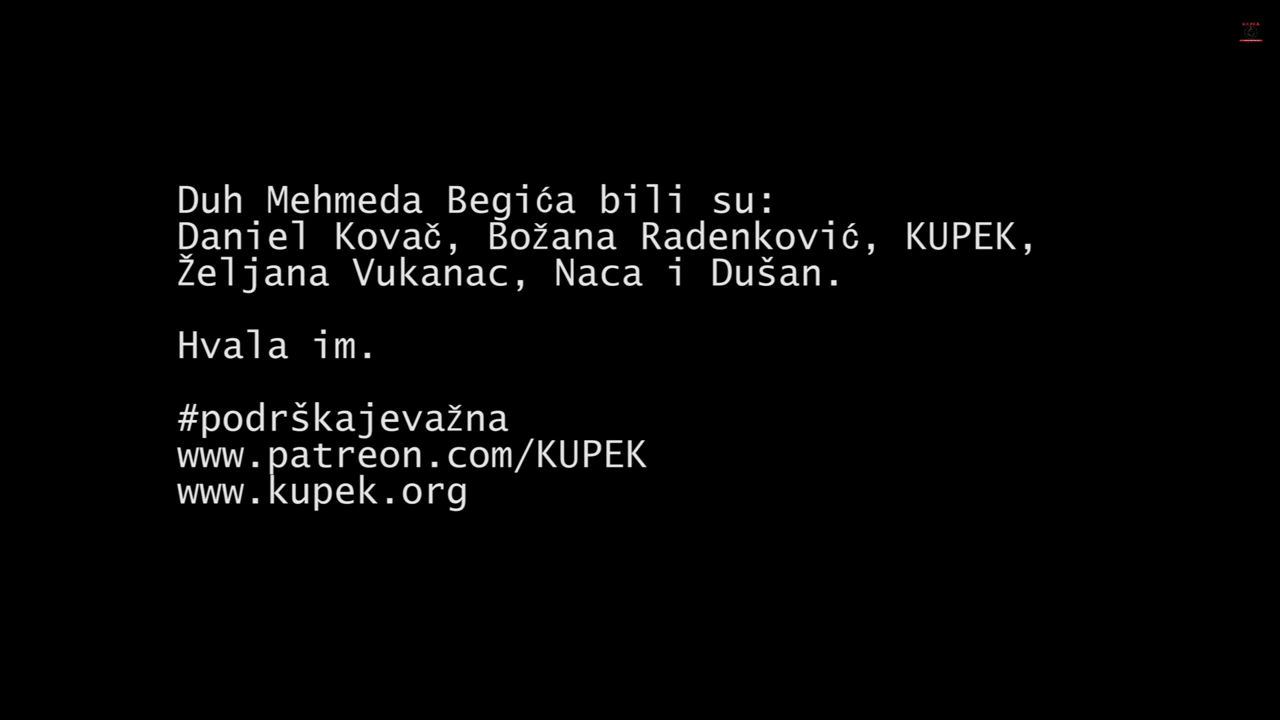 Duh Mehmeda Begića bili su:
Daniel Kovač, Božana Radenković, KUPEK,
Željana Vukanac, Naca i Dušan.
Hvala im.
#podrškajevažna
www.patreon.com/KUPEK
www.kupek.org